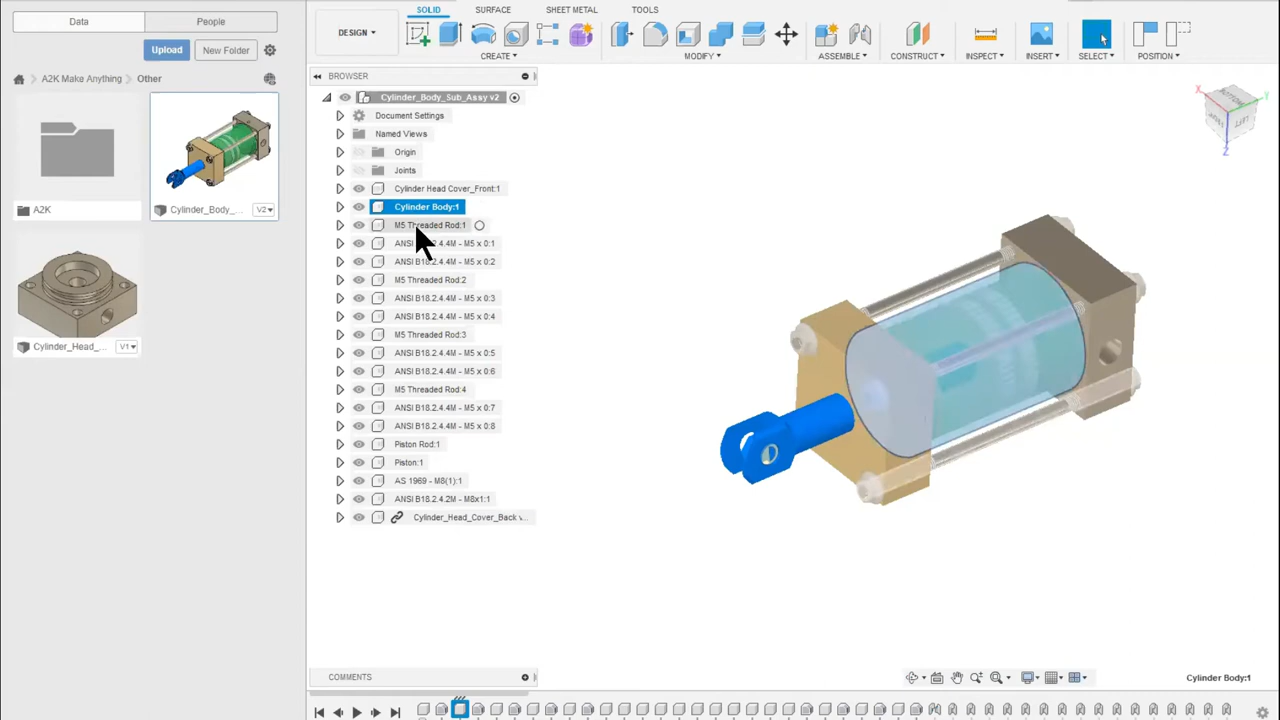 Data
People
Upload
New Folder
A2K Make Anything
Other
A2K
Cylinder_Body_...
V2
Cylinder_Head_...
V1
SOLID
SURFACE
SHEET METAL
TOOLS
DESIGN
CREATE
MODIFY
ASSEMBLE
CONSTRUCT
INSPECT
INSERT
SELECT
POSITION
BROWSER
Cylinder_Body_Sub_Assy v2
Document Settings
Named Views
Origin
Joints
Cylinder Head Cover_Front:1
Cylinder Body:1
M5 Threaded Rod:1
ANSI B18.2.4.4M - M5 x 0:1
ANSI B18.2.4.4M - M5 x 0:2
M5 Threaded Rod:2
ANSI B18.2.4.4M - M5 x 0:3
ANSI B18.2.4.4M - M5 x 0:4
M5 Threaded Rod:3
ANSI B18.2.4.4M - M5 x 0:5
ANSI B18.2.4.4M - M5 x 0:6
M5 Threaded Rod:4
ANSI B18.2.4.4M - M5 x 0:7
ANSI B18.2.4.4M - M5 x 0:8
Piston Rod:1
Piston:1
AS 1969 - M8(1):1
ANSI B18.2.4.2M - M8x1:1
Cylinder_Head_Cover_Back v...
X
Y
Z
LEFT
COMMENTS
Cylinder Body:1